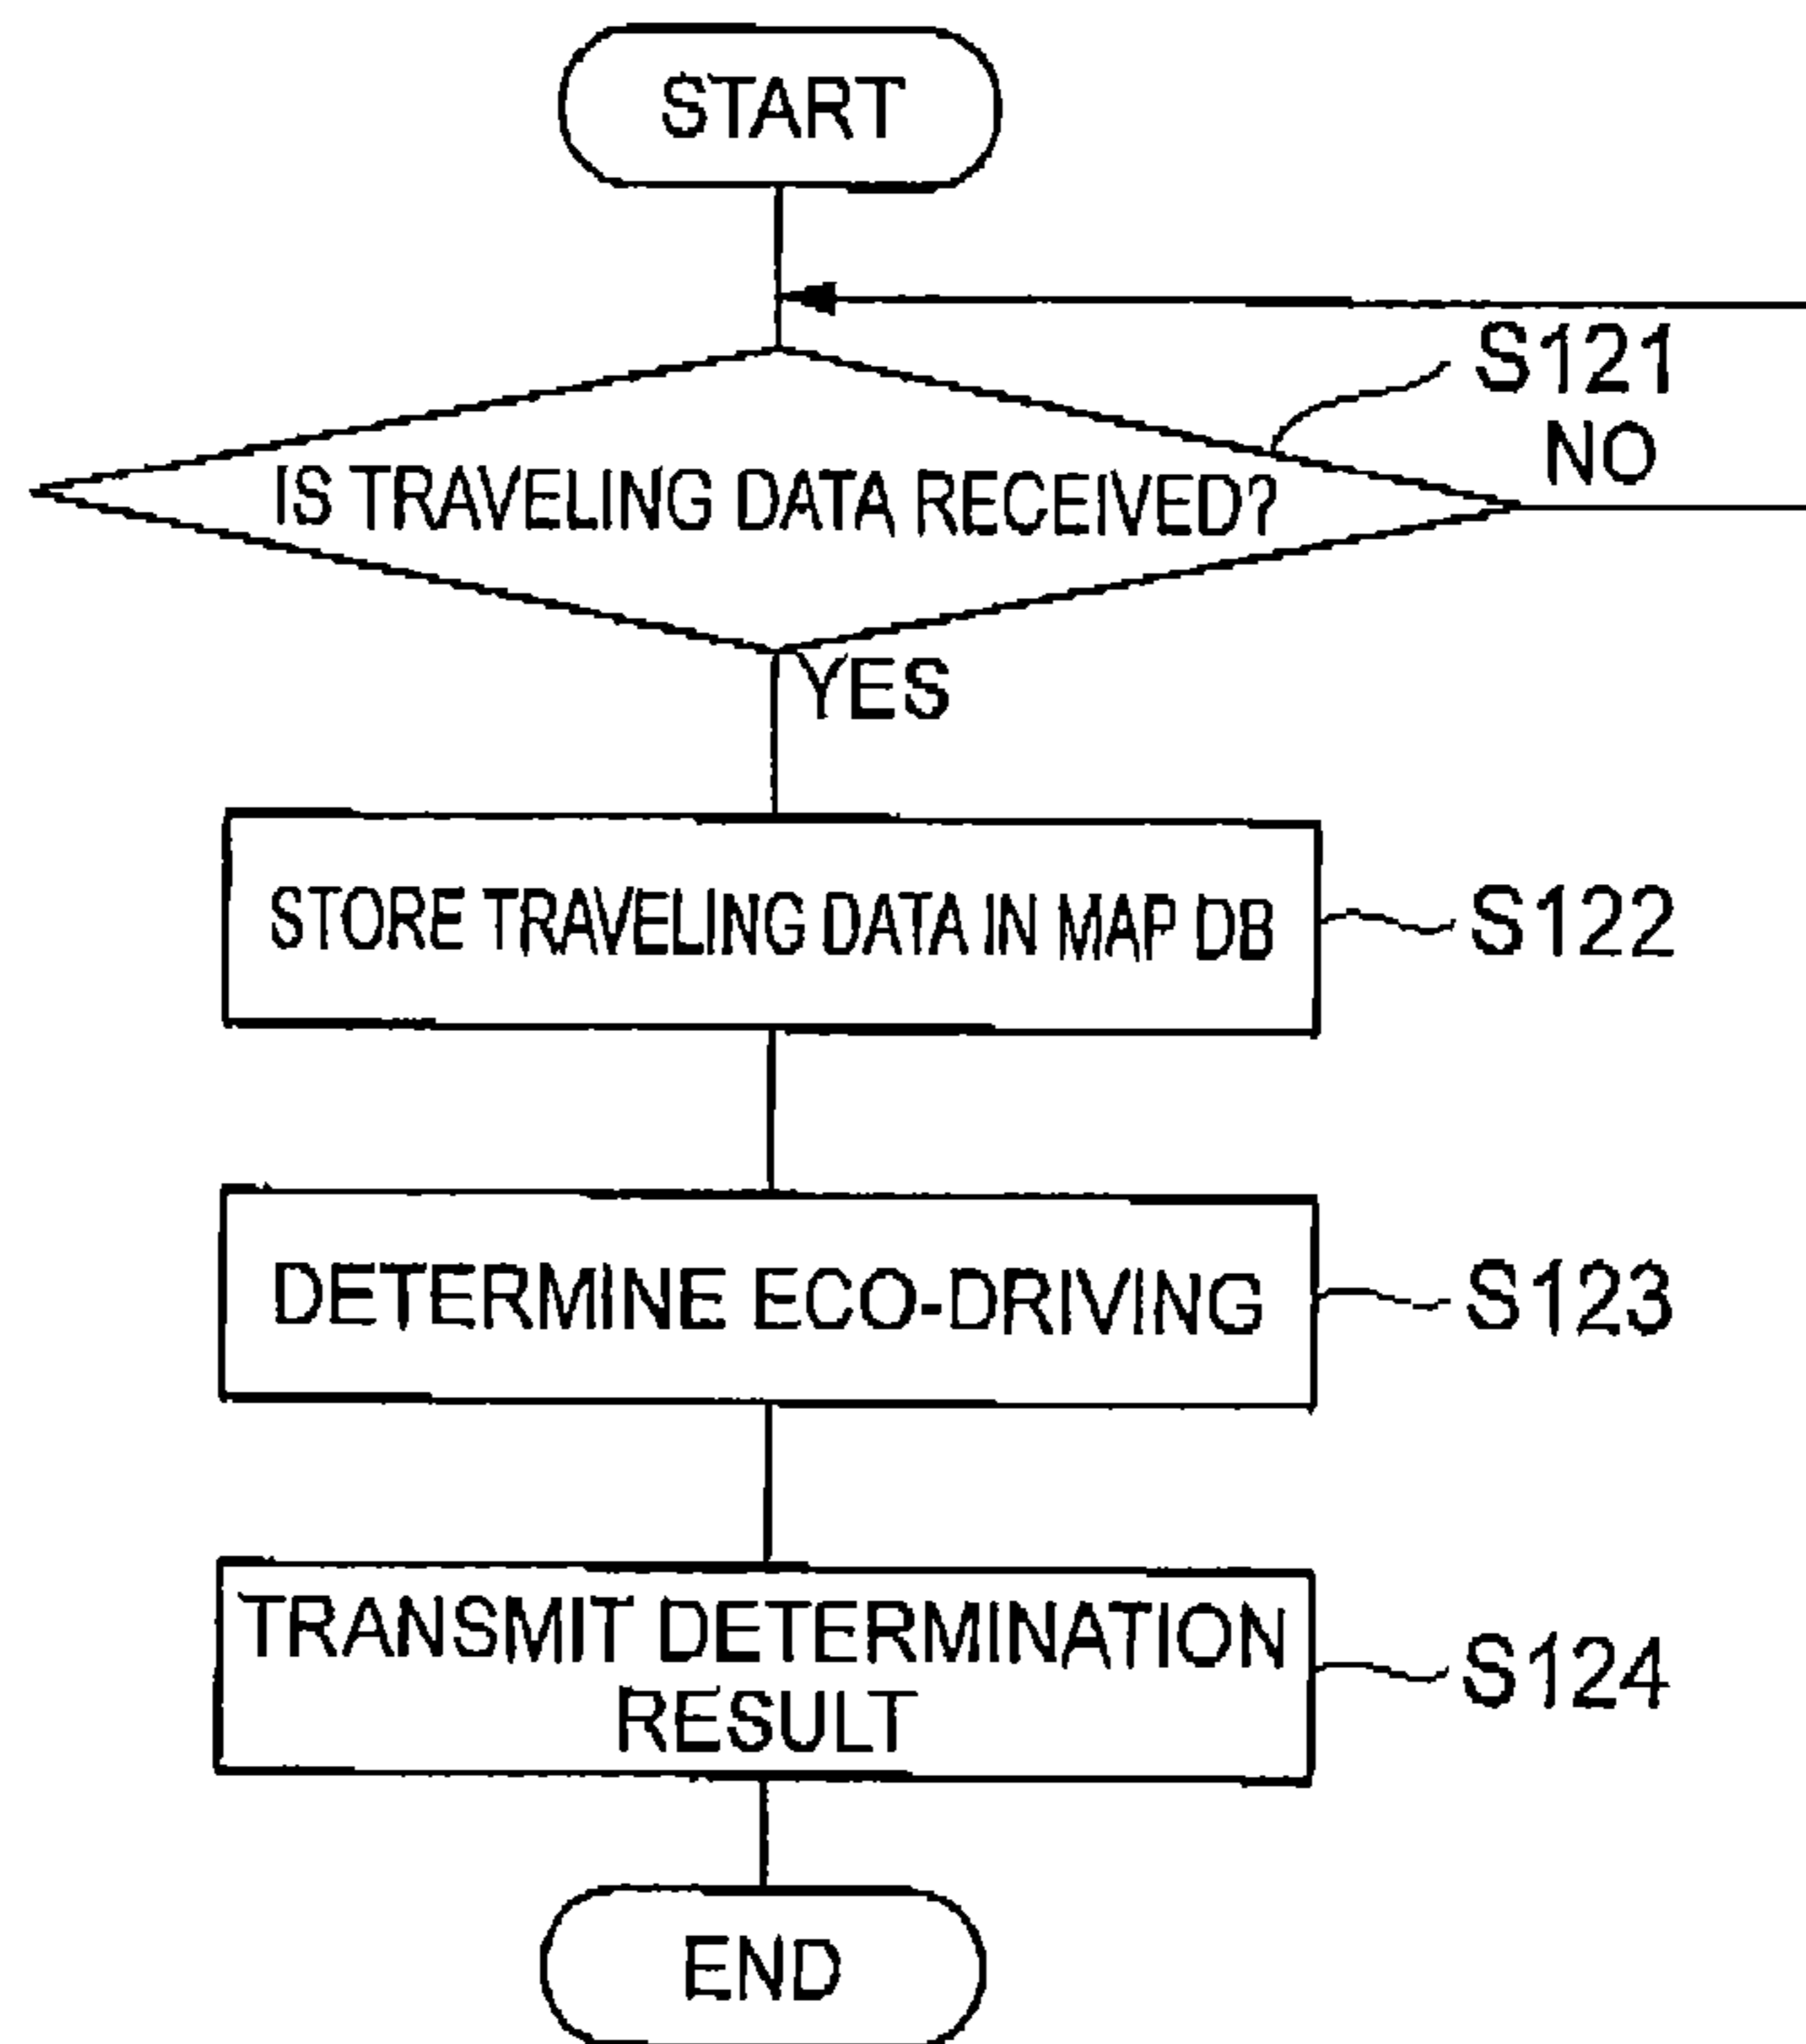 START
S121
NO
IS TRAVELING DATA RECEIVED?
YES
STORE TRAVELING DATA IN MAP DB
S122
DETERMINE ECO-DRIVING
S123
TRANSMIT DETERMINATION
RESULT
S124
END